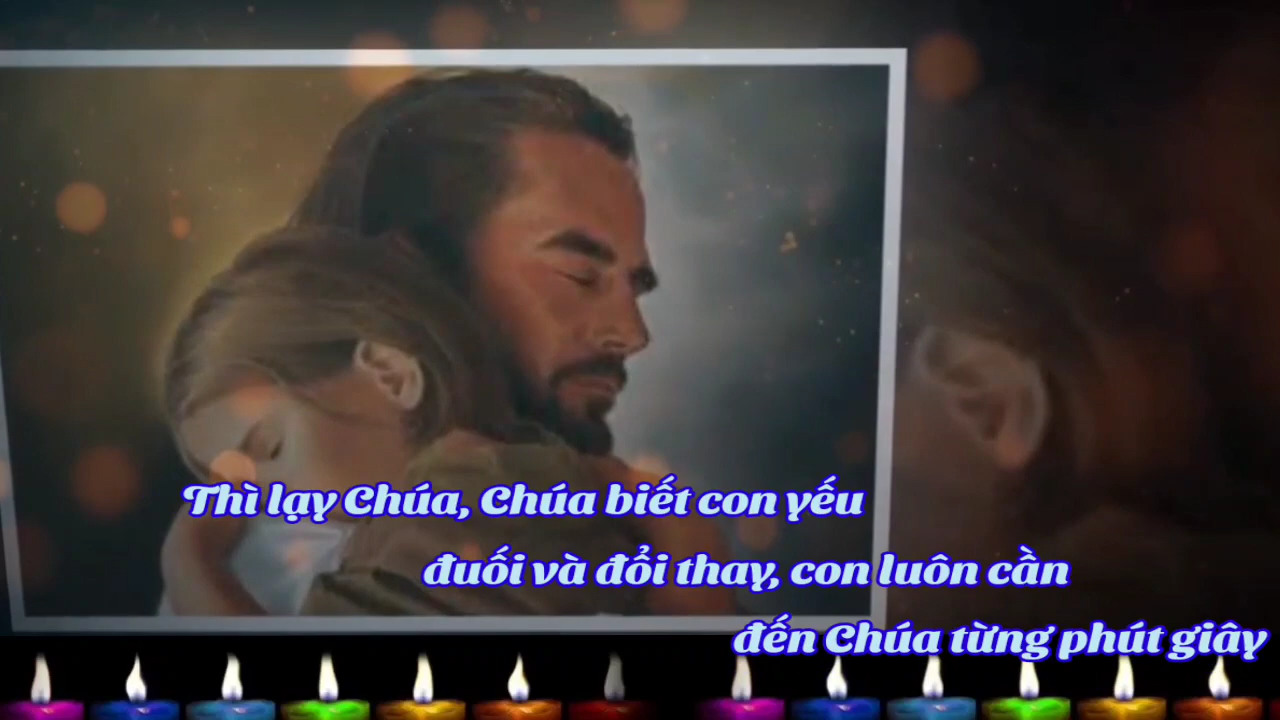 Thì lạy Chúa, Chúa biết con yếu
đuối và đổi thay, con luôn cần
đến Chúa từng phút giây